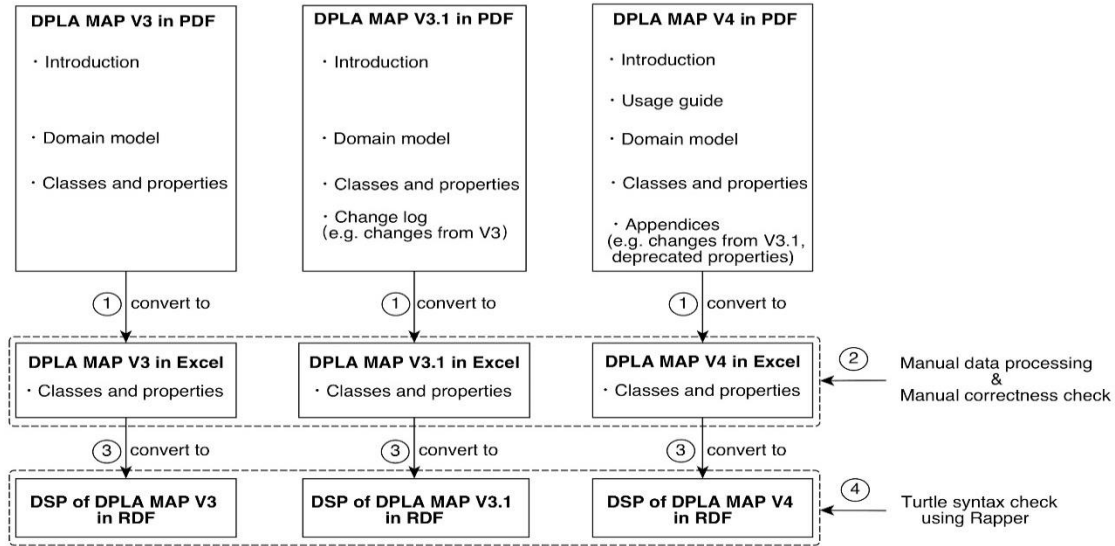 DPLA MAP V3 in PDF
· Introduction
· Domain model
· Classes and properties
DPLA MAP V3.1 in PDF
· Introduction
· Domain model
· Classes and properties
· Change log
(e.g. changes from V3)
DPLA MAP V4 in PDF
· Introduction
· Usage guide
· Domain model
· Classes and properties
· Appendices
(e.g. changes from V3.1,
deprecated properties)
① convert to
① convert to
① convert to
DPLA MAP V3 in Excel
· Classes and properties
DPLA MAP V3.1 in Excel
· Classes and properties
DPLA MAP V4 in Excel
· Classes and properties
② Manual data processing
&
Manual correctness check
③ convert to
③ convert to
③ convert to
DSP of DPLA MAP V3
in RDF
DSP of DPLA MAP V3.1
in RDF
DSP of DPLA MAP V4
in RDF
④ Turtle syntax check
using Rapper